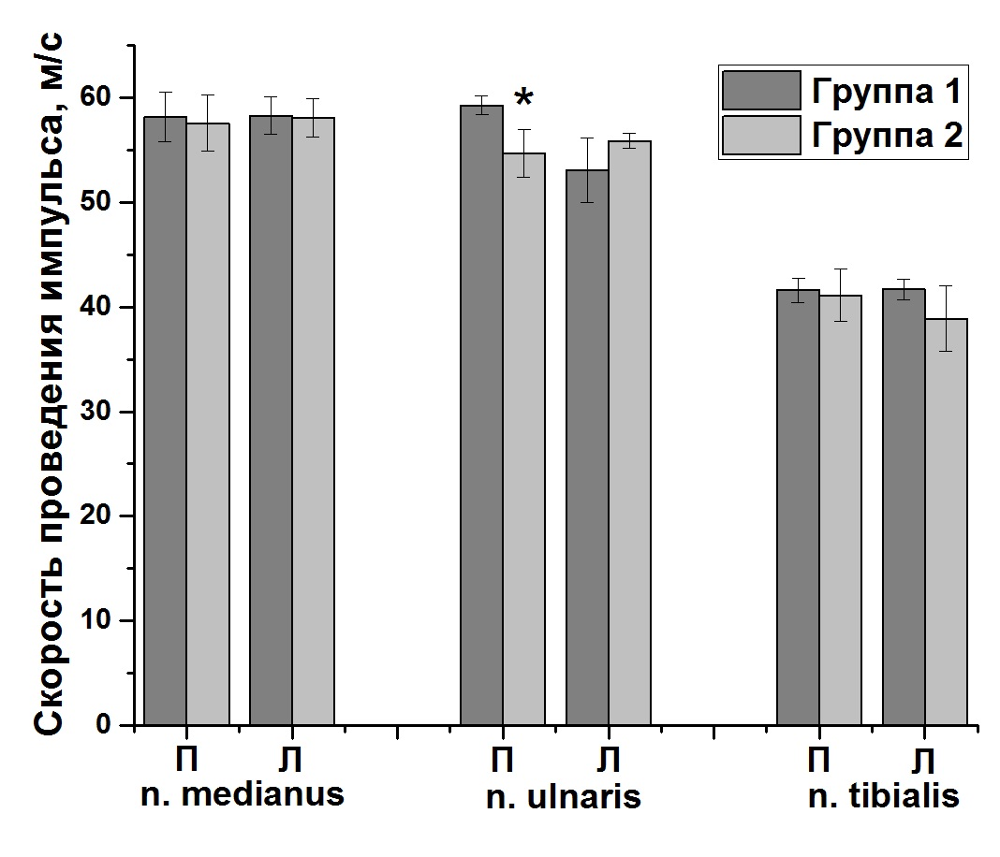 Скорость проведения импульса, м/с
60
50
40
30
20
10
0
*
Группа 1
Группа 2
П Л П Л П Л
n. medianus n. ulnaris n. tibialis